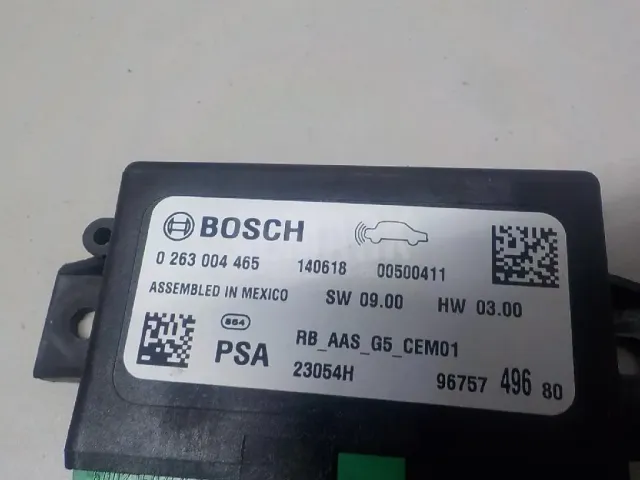 BOSCH
0 263 004 465 140618 00500411
ASSEMBLED IN MEXICO SW 09.00 HW 03.00
864
PSA RB_AAS_G5_CEM01
23054H 96757 496 80